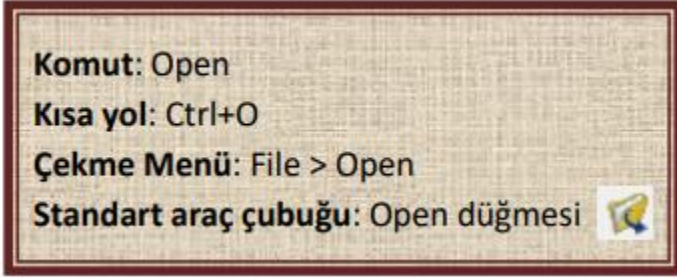 Komut: Open
Kısa yol: Ctrl+O
Çekme Menü: File > Open
Standart araç çubuğu: Open düğmesi